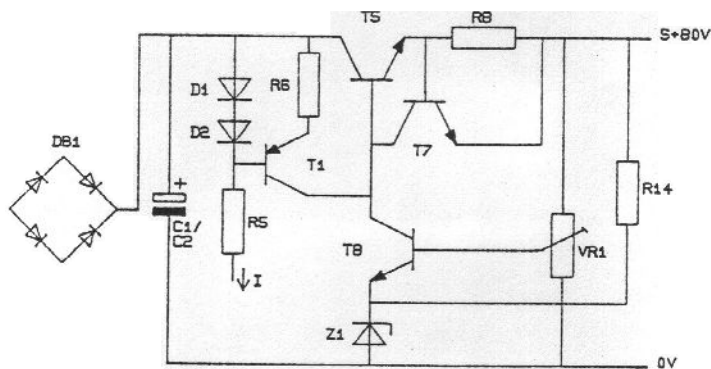 T5
R8
S+80V
R6
D1
D2
DB1
T1
T7
R14
+
C1/
C2
R5
T8
VR1
I
Z1
0V